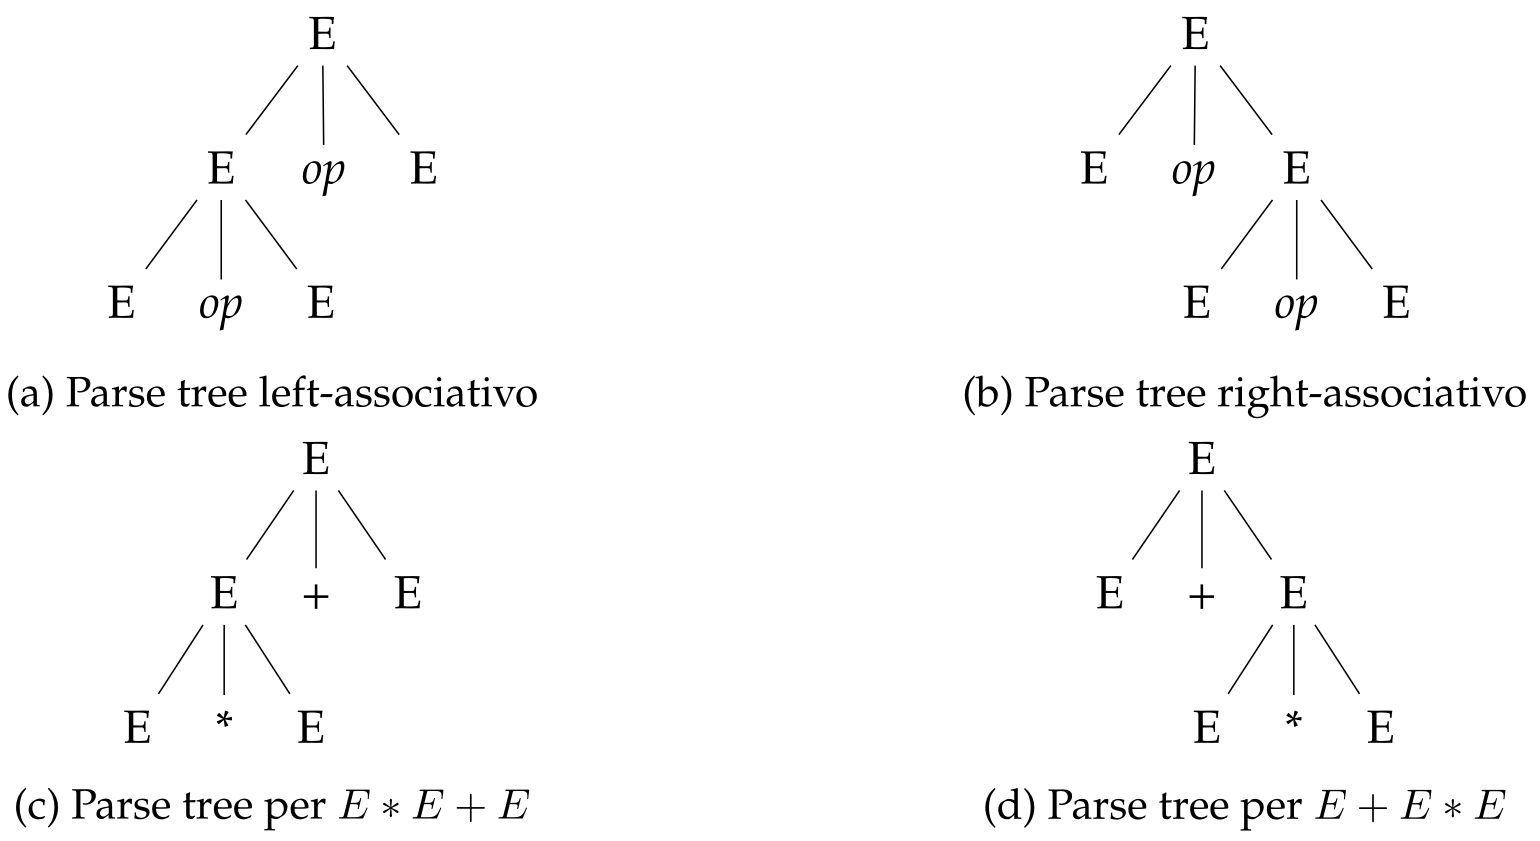 E
E op E
E op E
(a) Parse tree left-associativo
E
E op E
E op E
(b) Parse tree right-associativo
E
E + E
E * E
(c) Parse tree per E ∗ E + E
E
E + E
E * E
(d) Parse tree per E + E ∗ E